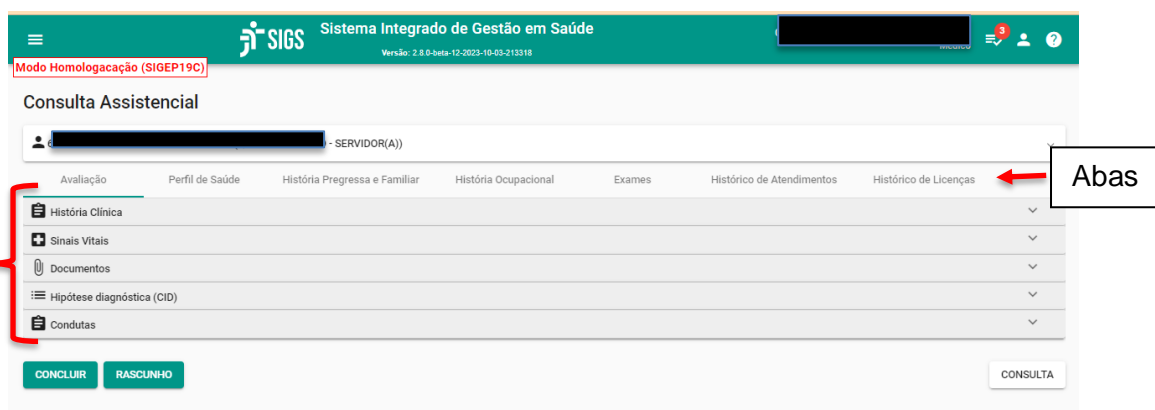 SIGS
Sistema Integrado de Gestão em Saúde
Versão: 2.8.0-beta-12-2023-10-03-213318
3
Modo Homologacação (SIGEP19C)
Consulta Assistencial
- SERVIDOR(A))
Avaliação Perfil de Saúde História Pregressa e Familiar História Ocupacional Exames Histórico de Atendimentos Histórico de Licenças
Abas
História Clínica
Sinais Vitais
Documentos
Hipótese diagnóstica (CID)
Condutas
CONCLUIR RASCUNHO CONSULTA